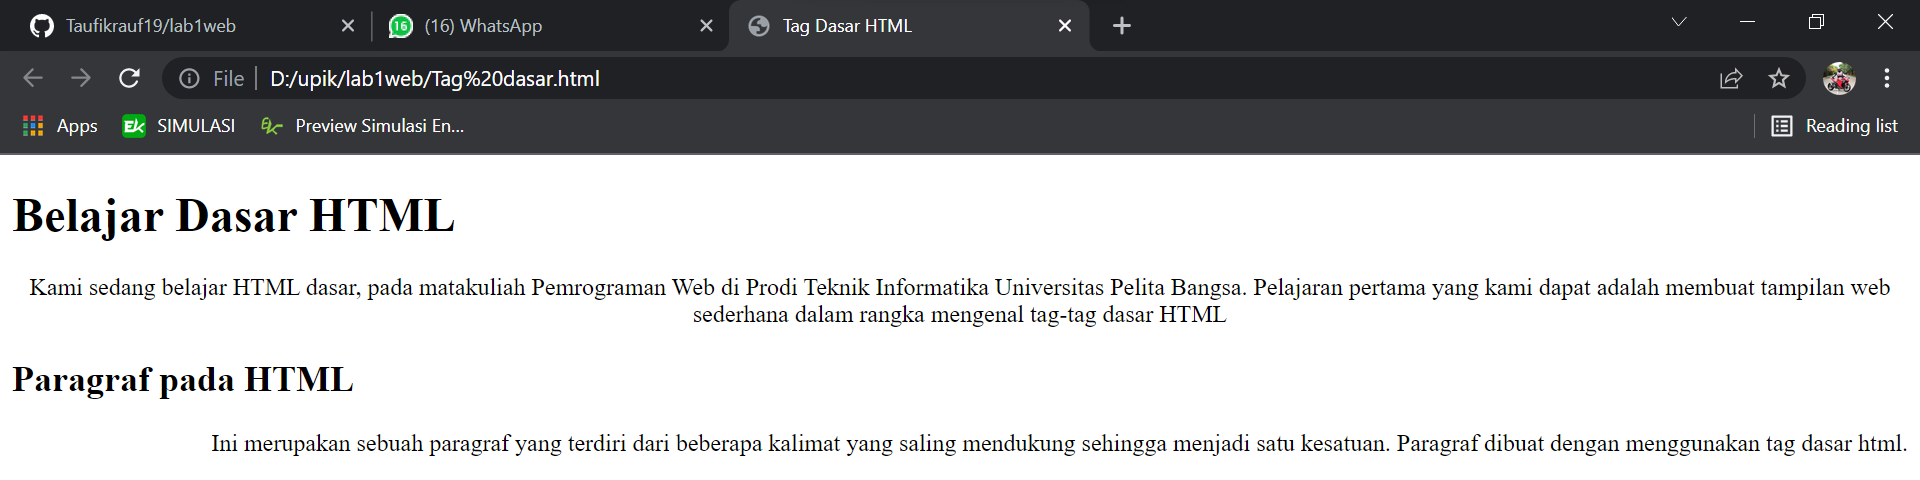 Taufikrauf19/lab1web
16 (16) WhatsApp
Tag Dasar HTML
File D:/upik/lab1web/Tag%20dasar.html
Apps
Ek SIMULASI
Ek Preview Simulasi En...
Reading list
Belajar Dasar HTML
Kami sedang belajar HTML dasar, pada matakuliah Pemrograman Web di Prodi Teknik Informatika Universitas Pelita Bangsa. Pelajaran pertama yang kami dapat adalah membuat tampilan web
sederhana dalam rangka mengenal tag-tag dasar HTML
Paragraf pada HTML
Ini merupakan sebuah paragraf yang terdiri dari beberapa kalimat yang saling mendukung sehingga menjadi satu kesatuan. Paragraf dibuat dengan menggunakan tag dasar html.